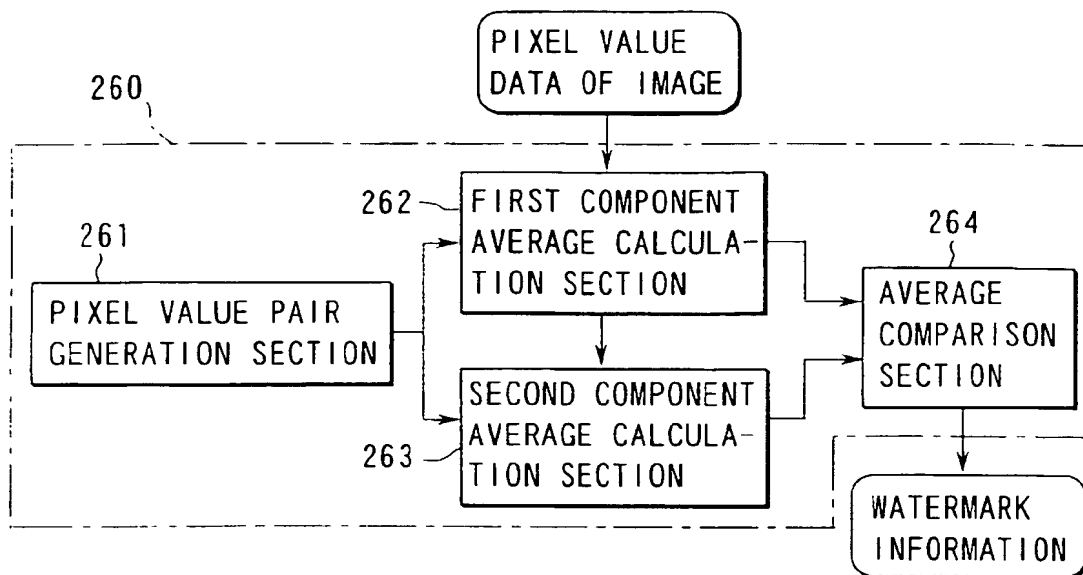 PIXEL VALUE
DATA OF IMAGE
260
262
FIRST COMPONENT
AVERAGE CALCULA-
TION SECTION
261
PIXEL VALUE PAIR
GENERATION SECTION
264
AVERAGE
COMPARISON
SECTION
263
SECOND COMPONENT
AVERAGE CALCULA-
TION SECTION
WATERMARK
INFORMATION